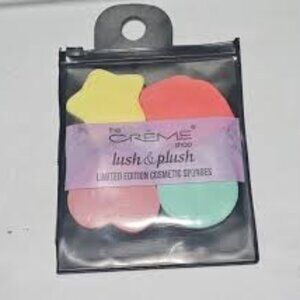 the
CRÈME
shop
lush & plush
LIMITED EDITION COSMETIC SPONGES